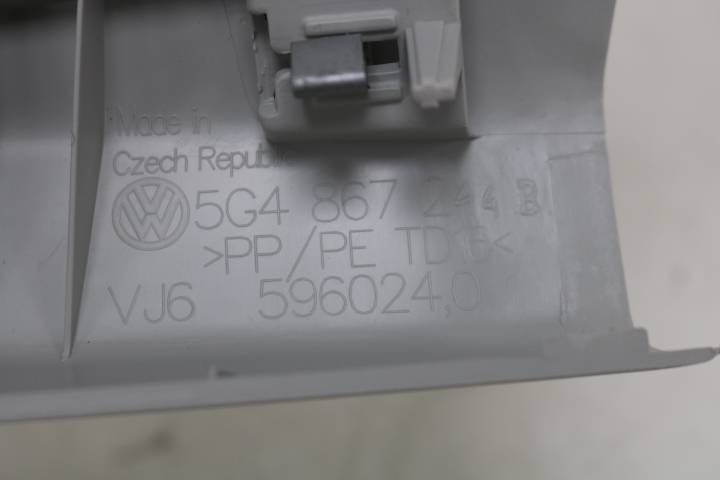 Made in
Czech Republic
5G4 867 244 B
>PP/PE TD15<
VJ6 596024,0